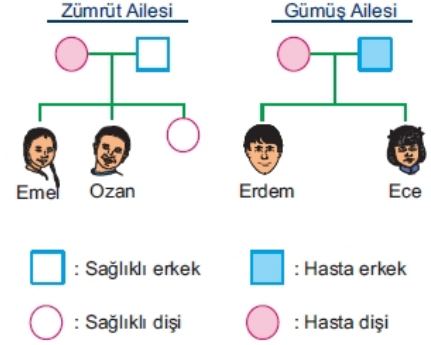 Zümrüt Ailesi
Gümüş Ailesi
Emel
Ozan
Erdem
Ece
: Sağlıklı erkek
: Hasta erkek
: Sağlıklı dişi
: Hasta dişi